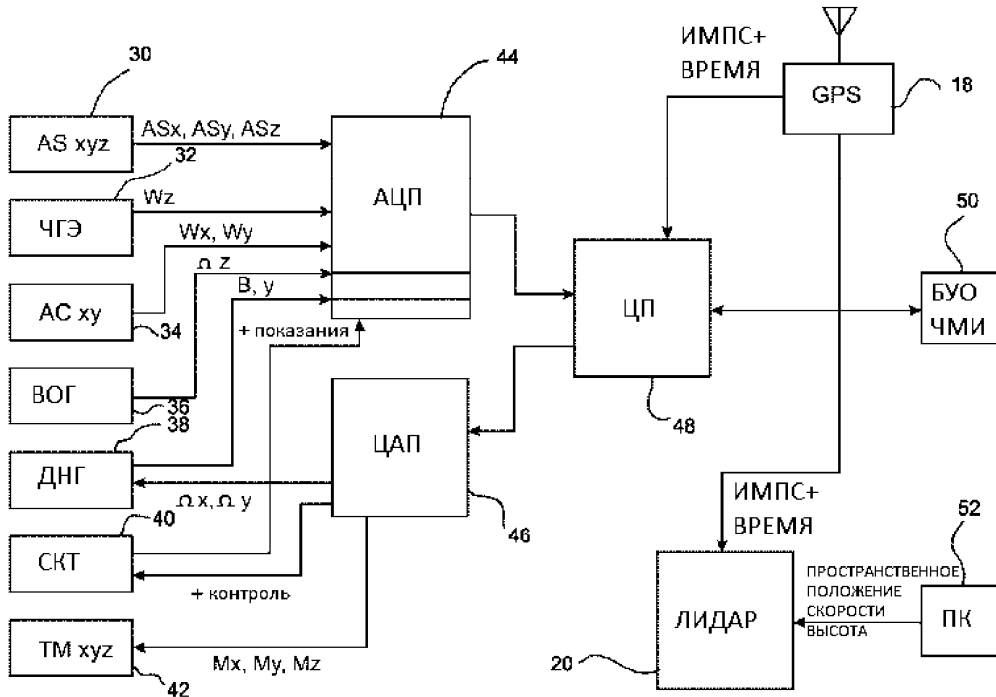 30
44
ИМПС+
ВРЕМЯ
GPS
18
AS xyz
ASx, ASy, ASz
32
ЧГЭ
Wz
АЦП
Wx, Wy
Ω z
B, y
50
AC xy
34
+ показания
ЦП
БУО
ЧМИ
ВОГ
36
38
48
ЦАП
ДНГ
Ω x, Ω y
46
ИМПС+
ВРЕМЯ
52
40
СКТ
+ контроль
ПРОСТРАНСТВЕННОЕ
ПОЛОЖЕНИЕ
СКОРОСТИ
ВЫСОТА
ЛИДАР
ПК
TM xyz
42
Mx, My, Mz
20